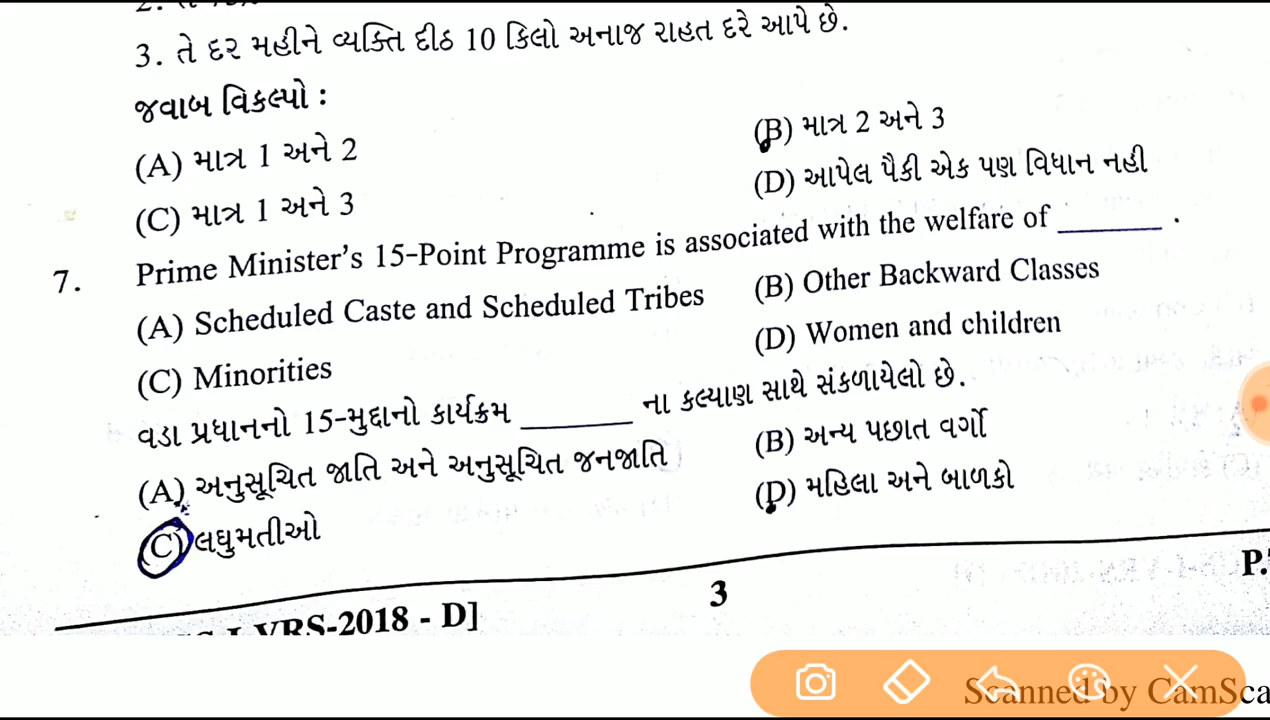 3. તે દર મહીને વ્યક્તિ દીઠ 10 કિલો અનાજ રાહત દરે આપે છે.
જવાબ વિકલ્પો :
(A) માત્ર 1 અને 2
(B) માત્ર 2 અને 3
(C) માત્ર 1 અને 3
(D) આપેલ પૈકી એક પણ વિધાન નહી
7. Prime Minister's 15-Point Programme is associated with the welfare of ______ .
(A) Scheduled Caste and Scheduled Tribes
(B) Other Backward Classes
(C) Minorities
(D) Women and children
વડા પ્રધાનનો 15-મુદ્દાનો કાર્યક્રમ ______ ના કલ્યાણ સાથે સંકળાયેલો છે.
(A) અનુસૂચિત જાતિ અને અનુસૂચિત જનજાતિ
(B) અન્ય પછાત વર્ગો
(C) લઘુમતીઓ
(D) મહિલા અને બાળકો
3
VRS-2018 - D]
Scanned by CamSca